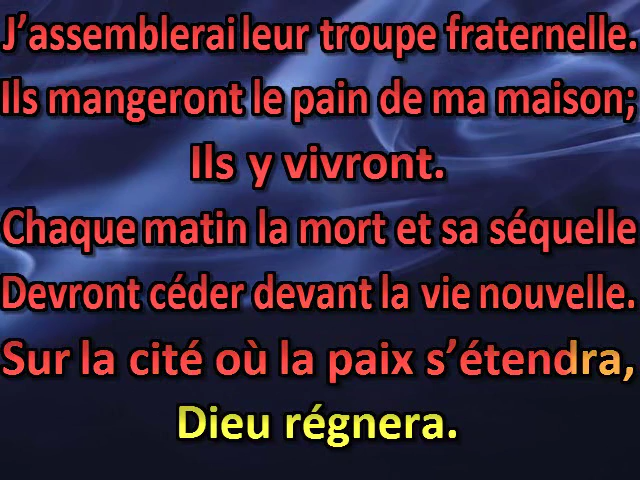 J’assemblerai leur troupe fraternelle.
Ils mangeront le pain de ma maison;
Ils y vivront.
Chaque matin la mort et sa séquelle
Devront céder devant la vie nouvelle.
Sur la cité où la paix s’étendra,
Dieu régnera.